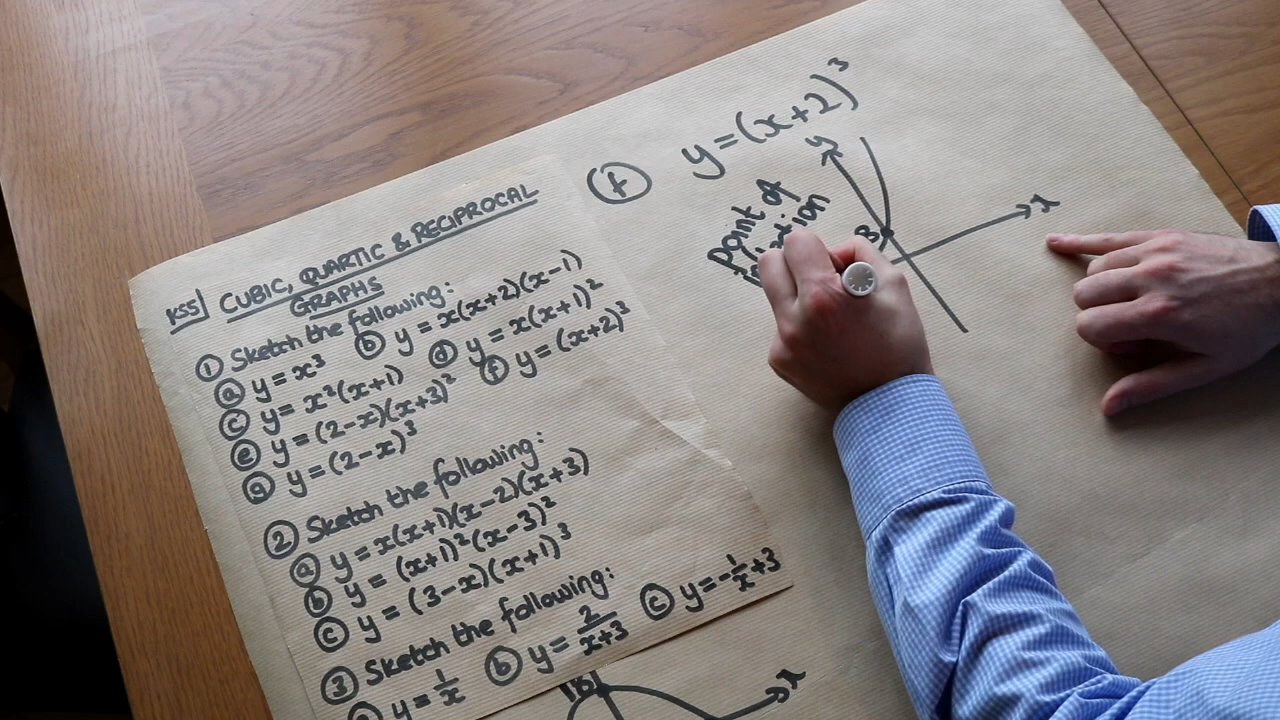 KS5 CUBIC, QUARTIC & RECIPROCAL
GRAPHS
① Sketch the following:
ⓐ y = x³ ⓑ y = x(x+2)(x-1)
ⓒ y = x²(x+1) ⓓ y = x(x+1)²
ⓔ y = (2-x)(x+3)² ⓕ y = (x+2)³
ⓖ y = (2-x)³
② Sketch the following:
ⓐ y = x(x+1)(x-2)(x+3)
ⓑ y = (x+1)²(x-3)²
ⓒ y = (3-x)(x+1)³
③ Sketch the following:
y = 1/x ⓑ y = 2/(x+3) ⓒ y = -1/x + 3
ⓕ y = (x+2)³
y
Point of
x
8
x